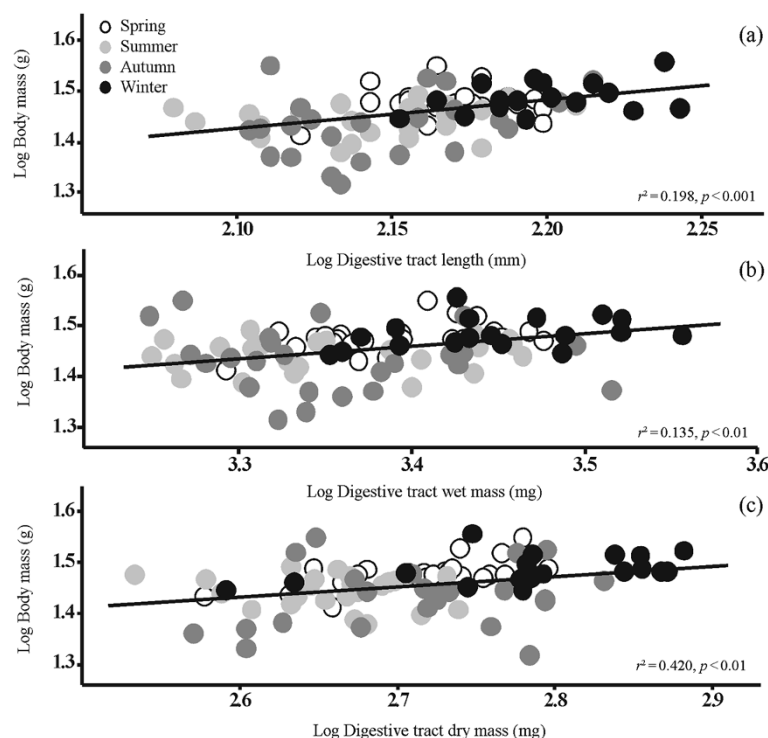 (a)
Spring
Summer
Autumn
Winter
1.6
1.5
1.4
1.3
Log Body mass (g)
r² = 0.198, p < 0.001
2.10 2.15 2.20 2.25
Log Digestive tract length (mm)
(b)
1.6
1.5
1.4
1.3
Log Body mass (g)
r² = 0.135, p < 0.01
3.3 3.4 3.5 3.6
Log Digestive tract wet mass (mg)
(c)
1.6
1.5
1.4
1.3
Log Body mass (g)
r² = 0.420, p < 0.01
2.6 2.7 2.8 2.9
Log Digestive tract dry mass (mg)